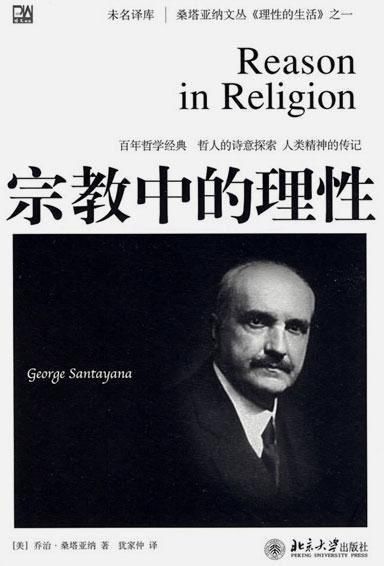 未名译库 | 桑塔亚纳文丛《理性的生活》之一
Reason
in Religion
百年哲学经典 哲人的诗意探索 人类精神的传记
宗教中的理性
George Santayana
[美] 乔治·桑塔亚纳 著 犹家仲 译
北京大学出版社
PEKING UNIVERSITY PRESS